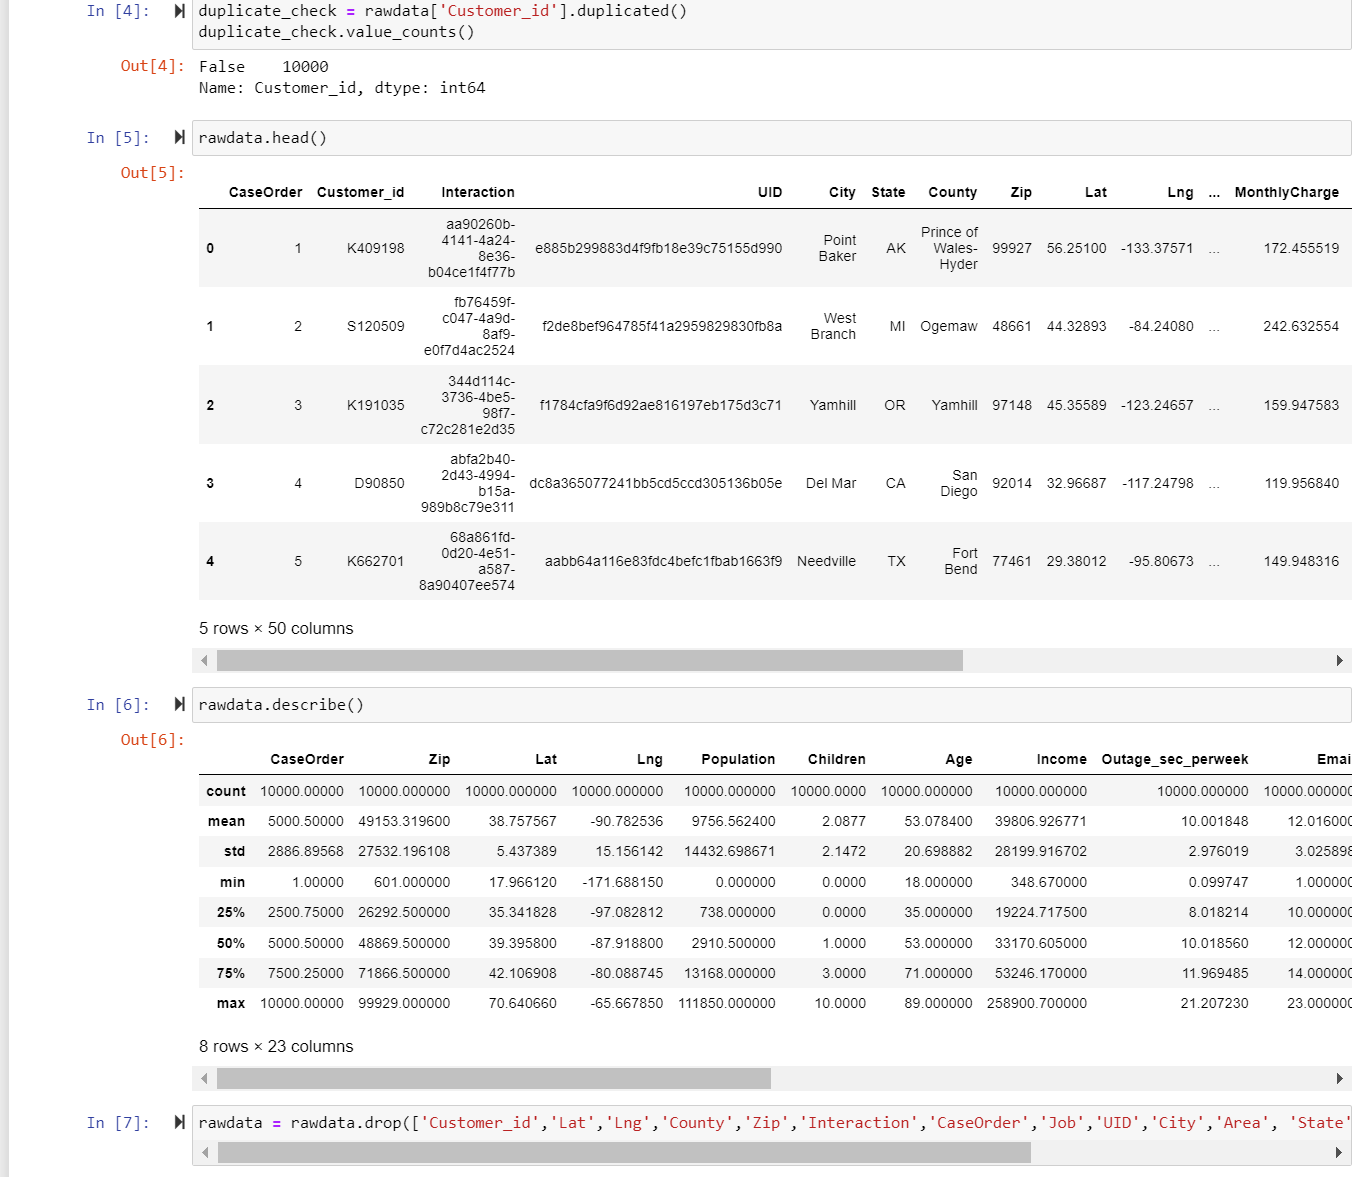 In [4]: duplicate_check = rawdata['Customer_id'].duplicated()
duplicate_check.value_counts()
Out[4]: False    10000
Name: Customer_id, dtype: int64
In [5]: rawdata.head()
Out[5]:
CaseOrder Customer_id Interaction UID City State County Zip Lat Lng ... MonthlyCharge
0 1 K409198 aa90260b-4141-4a24-8e36-b04ce1f4f77b e885b299883d4f9fb18e39c75155d990 Point Baker AK Prince of Wales-Hyder 99927 56.25100 -133.37571 ... 172.455519
1 2 S120509 fb76459f-c047-4a9d-8af9-e0f7d4ac2524 f2de8bef964785f41a2959829830fb8a West Branch MI Ogemaw 48661 44.32893 -84.24080 ... 242.632554
2 3 K191035 344d114c-3736-4be5-98f7-c72c281e2d35 f1784cfa9f6d92ae816197eb175d3c71 Yamhill OR Yamhill 97148 45.35589 -123.24657 ... 159.947583
3 4 D90850 abfa2b40-2d43-4994-b15a-989b8c79e311 dc8a365077241bb5cd5ccd305136b05e Del Mar CA San Diego 92014 32.96687 -117.24798 ... 119.956840
4 5 K662701 68a861fd-0d20-4e51-a587-8a90407ee574 aabb64a116e83fdc4befc1fbab1663f9 Needville TX Fort Bend 77461 29.38012 -95.80673 ... 149.948316
5 rows × 50 columns
In [6]: rawdata.describe()
Out[6]:
CaseOrder Zip Lat Lng Population Children Age Income Outage_sec_perweek Emai
count 10000.00000 10000.000000 10000.000000 10000.000000 10000.000000 10000.0000 10000.000000 10000.000000 10000.000000 10000.000000
mean 5000.50000 49153.319600 38.757567 -90.782536 9756.562400 2.0877 53.078400 39806.926771 10.001848 12.016000
std 2886.89568 27532.196108 5.437389 15.156142 14432.698671 2.1472 20.698882 28199.916702 2.976019 3.025898
min 1.00000 601.000000 17.966120 -171.688150 0.000000 0.0000 18.000000 348.670000 0.099747 1.000000
25% 2500.75000 26292.500000 35.341828 -97.082812 738.000000 0.0000 35.000000 19224.717500 8.018214 10.000000
50% 5000.50000 48869.500000 39.395800 -87.918800 2910.500000 1.0000 53.000000 33170.605000 10.018560 12.000000
75% 7500.25000 71866.500000 42.106908 -80.088745 13168.000000 3.0000 71.000000 53246.170000 11.969485 14.000000
max 10000.00000 99929.000000 70.640660 -65.667850 111850.000000 10.0000 89.000000 258900.700000 21.207230 23.000000
8 rows × 23 columns
In [7]: rawdata = rawdata.drop(['Customer_id','Lat','Lng','County','Zip','Interaction','CaseOrder','Job','UID','City','Area', 'State'